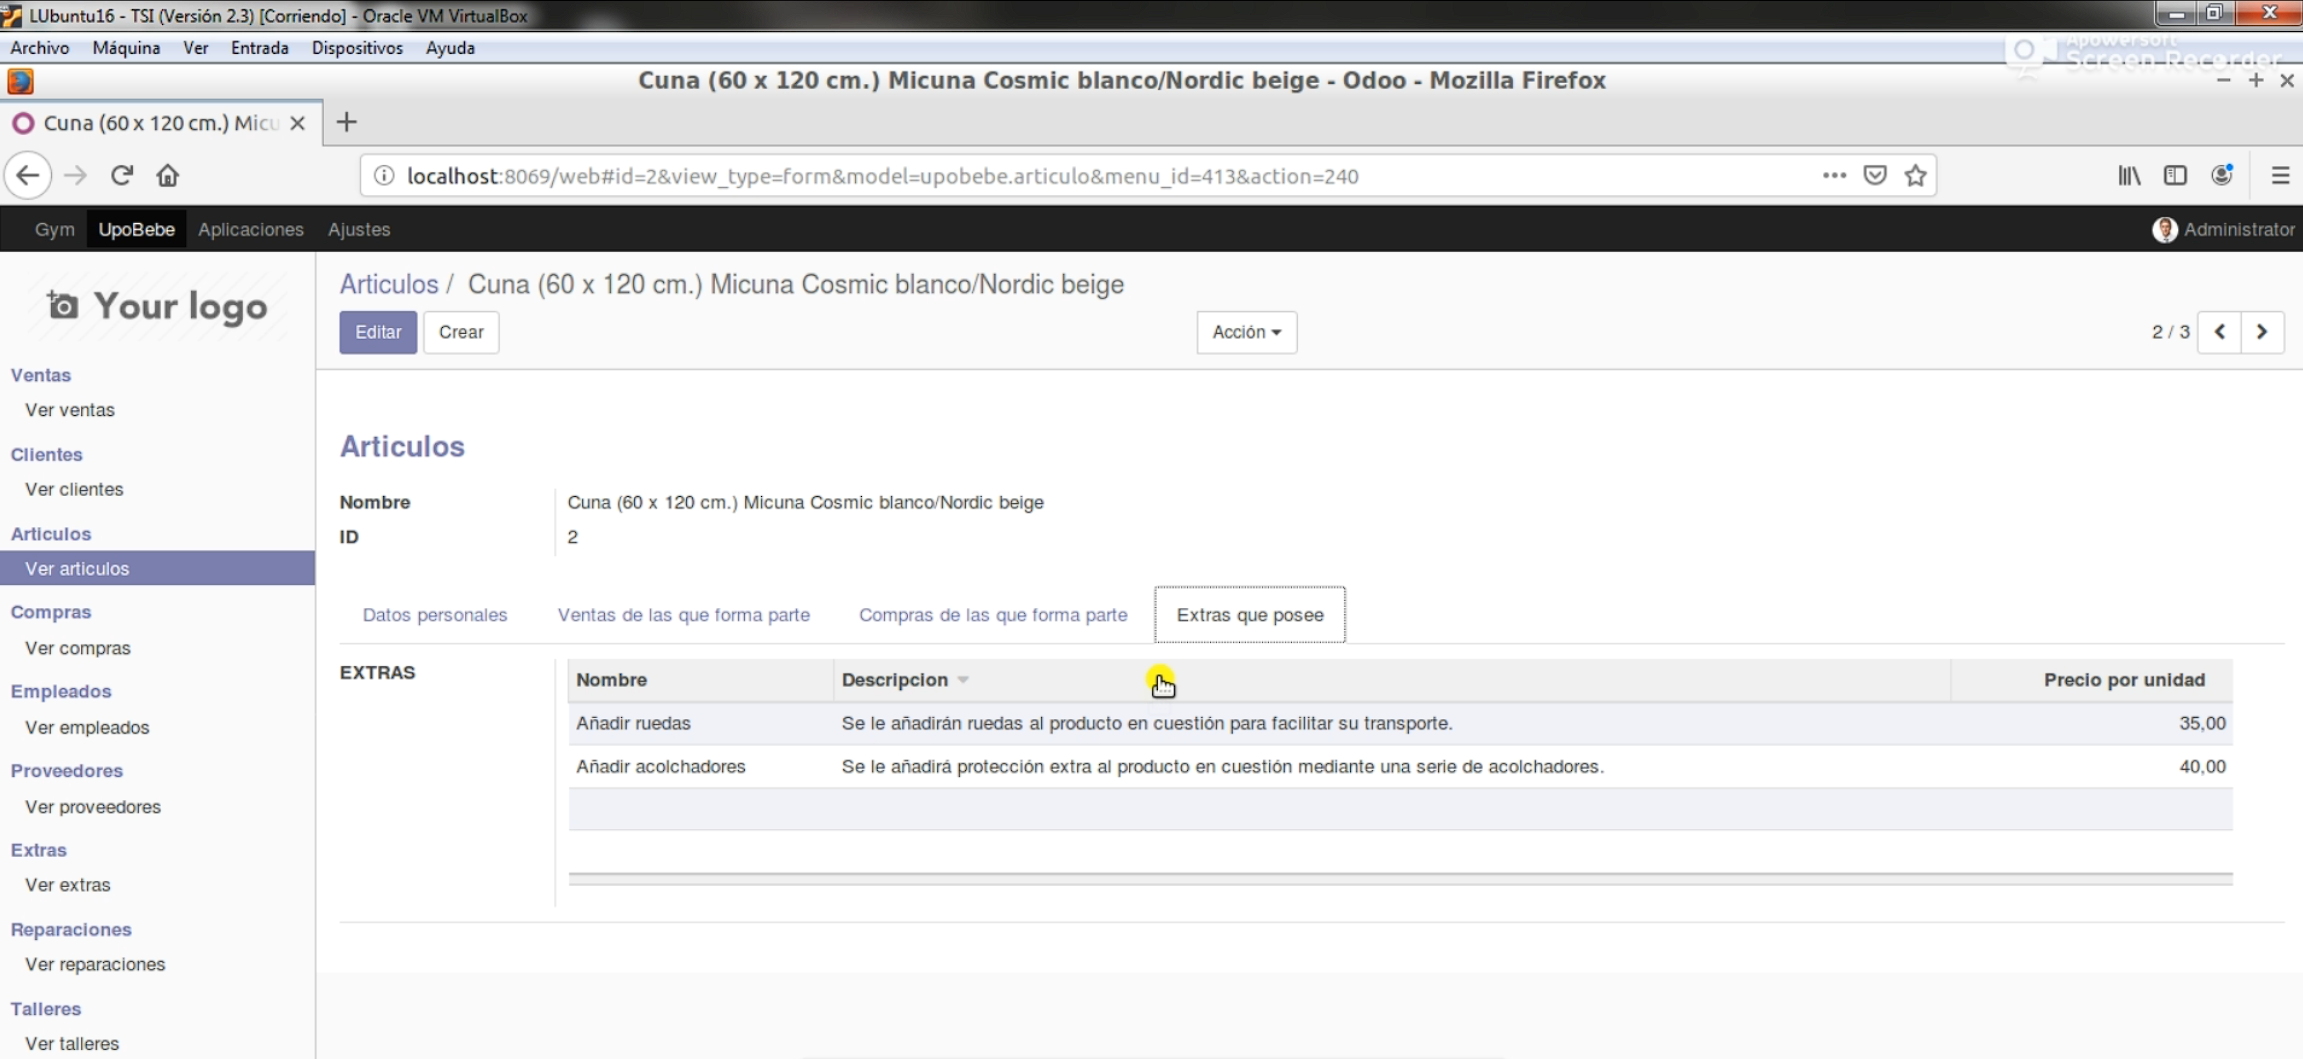 LUbuntu16 - TSI (Versión 2.3) [Corriendo] - Oracle VM VirtualBox
Archivo Máquina Ver Entrada Dispositivos Ayuda
Apowersoft
Screen Recorder
Cuna (60 x 120 cm.) Micuna Cosmic blanco/Nordic beige - Odoo - Mozilla Firefox
Cuna (60 x 120 cm.) Micu
localhost:8069/web#id=2&view_type=form&model=upobebe.articulo&menu_id=413&action=240
Gym UpoBebe Aplicaciones Ajustes Administrator
Your logo
Articulos / Cuna (60 x 120 cm.) Micuna Cosmic blanco/Nordic beige
Editar Crear Acción 2 / 3
Ventas
Ver ventas
Clientes
Ver clientes
Articulos
Ver articulos
Compras
Ver compras
Empleados
Ver empleados
Proveedores
Ver proveedores
Extras
Ver extras
Reparaciones
Ver reparaciones
Talleres
Ver talleres
Articulos
Nombre Cuna (60 x 120 cm.) Micuna Cosmic blanco/Nordic beige
ID 2
Datos personales Ventas de las que forma parte Compras de las que forma parte Extras que posee
EXTRAS
Nombre Descripcion Precio por unidad
Añadir ruedas Se le añadirán ruedas al producto en cuestión para facilitar su transporte. 35,00
Añadir acolchadores Se le añadirá protección extra al producto en cuestión mediante una serie de acolchadores. 40,00